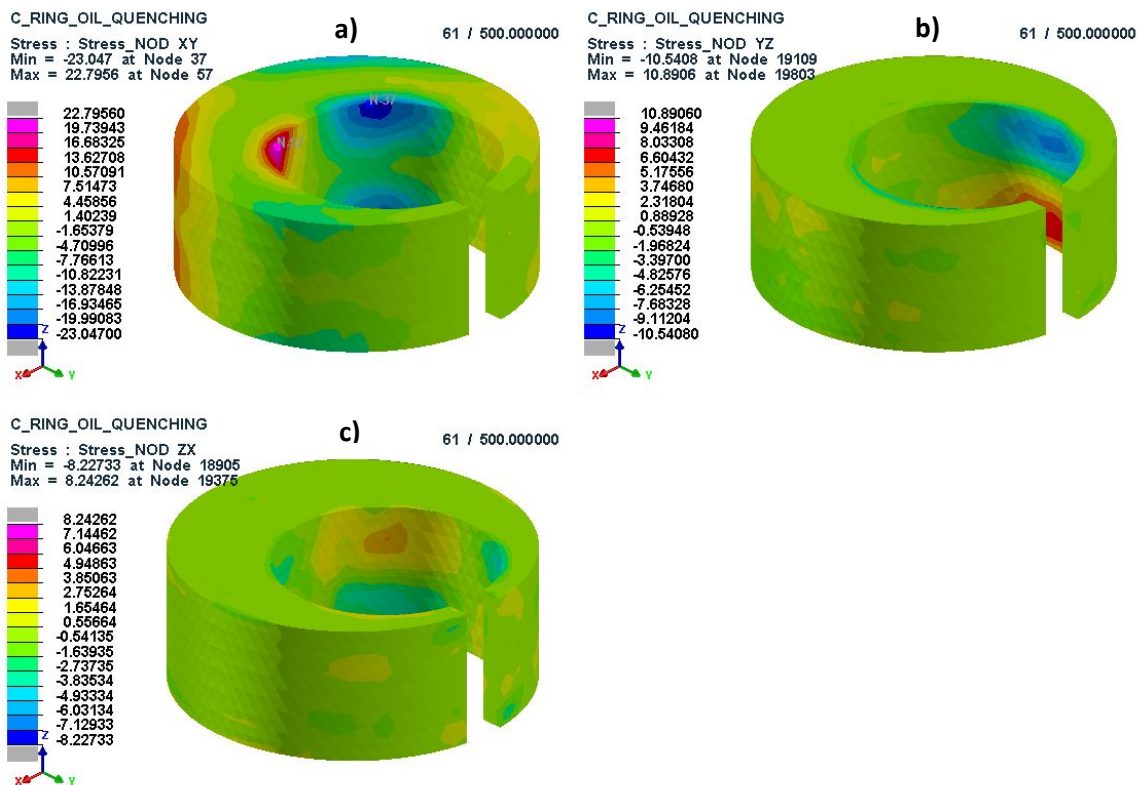 C_RING_OIL_QUENCHING
a)
61 / 500.000000
Stress : Stress_NOD XY
Min = -23.047 at Node 37
Max = 22.7956 at Node 57
22.79560
19.73943
16.68325
13.62708
10.57091
7.51473
4.45856
1.40239
-1.65379
-4.70996
-7.76613
-10.82231
-13.87848
-16.93465
-19.99083
-23.04700
Z
X
Y
C_RING_OIL_QUENCHING
b)
61 / 500.000000
Stress : Stress_NOD YZ
Min = -10.5408 at Node 19109
Max = 10.8906 at Node 19803
10.89060
9.46184
8.03308
6.60432
5.17556
3.74680
2.31804
0.88928
-0.53948
-1.96824
-3.39700
-4.82576
-6.25452
-7.68328
-9.11204
-10.54080
Z
X
Y
C_RING_OIL_QUENCHING
c)
61 / 500.000000
Stress : Stress_NOD ZX
Min = -8.22733 at Node 18905
Max = 8.24262 at Node 19375
8.24262
7.14462
6.04663
4.94863
3.85063
2.75264
1.65464
0.55664
-0.54135
-1.63935
-2.73735
-3.83534
-4.93334
-6.03134
-7.12933
-8.22733
Z
X
Y